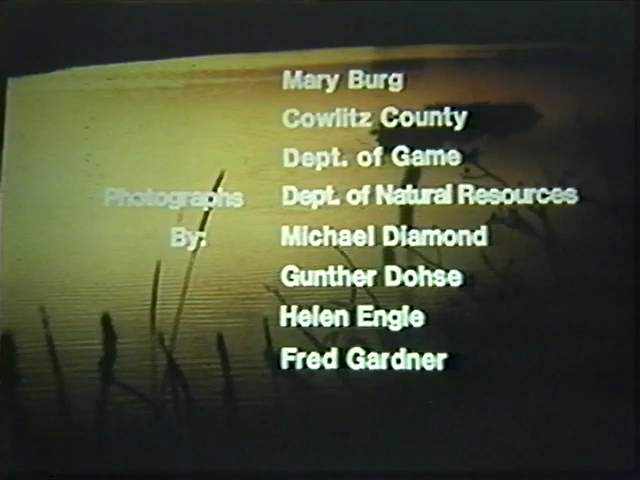 Mary Burg
Cowlitz County
Dept. of Game
Photographs Dept. of Natural Resources
By: Michael Diamond
Gunther Dohse
Helen Engle
Fred Gardner